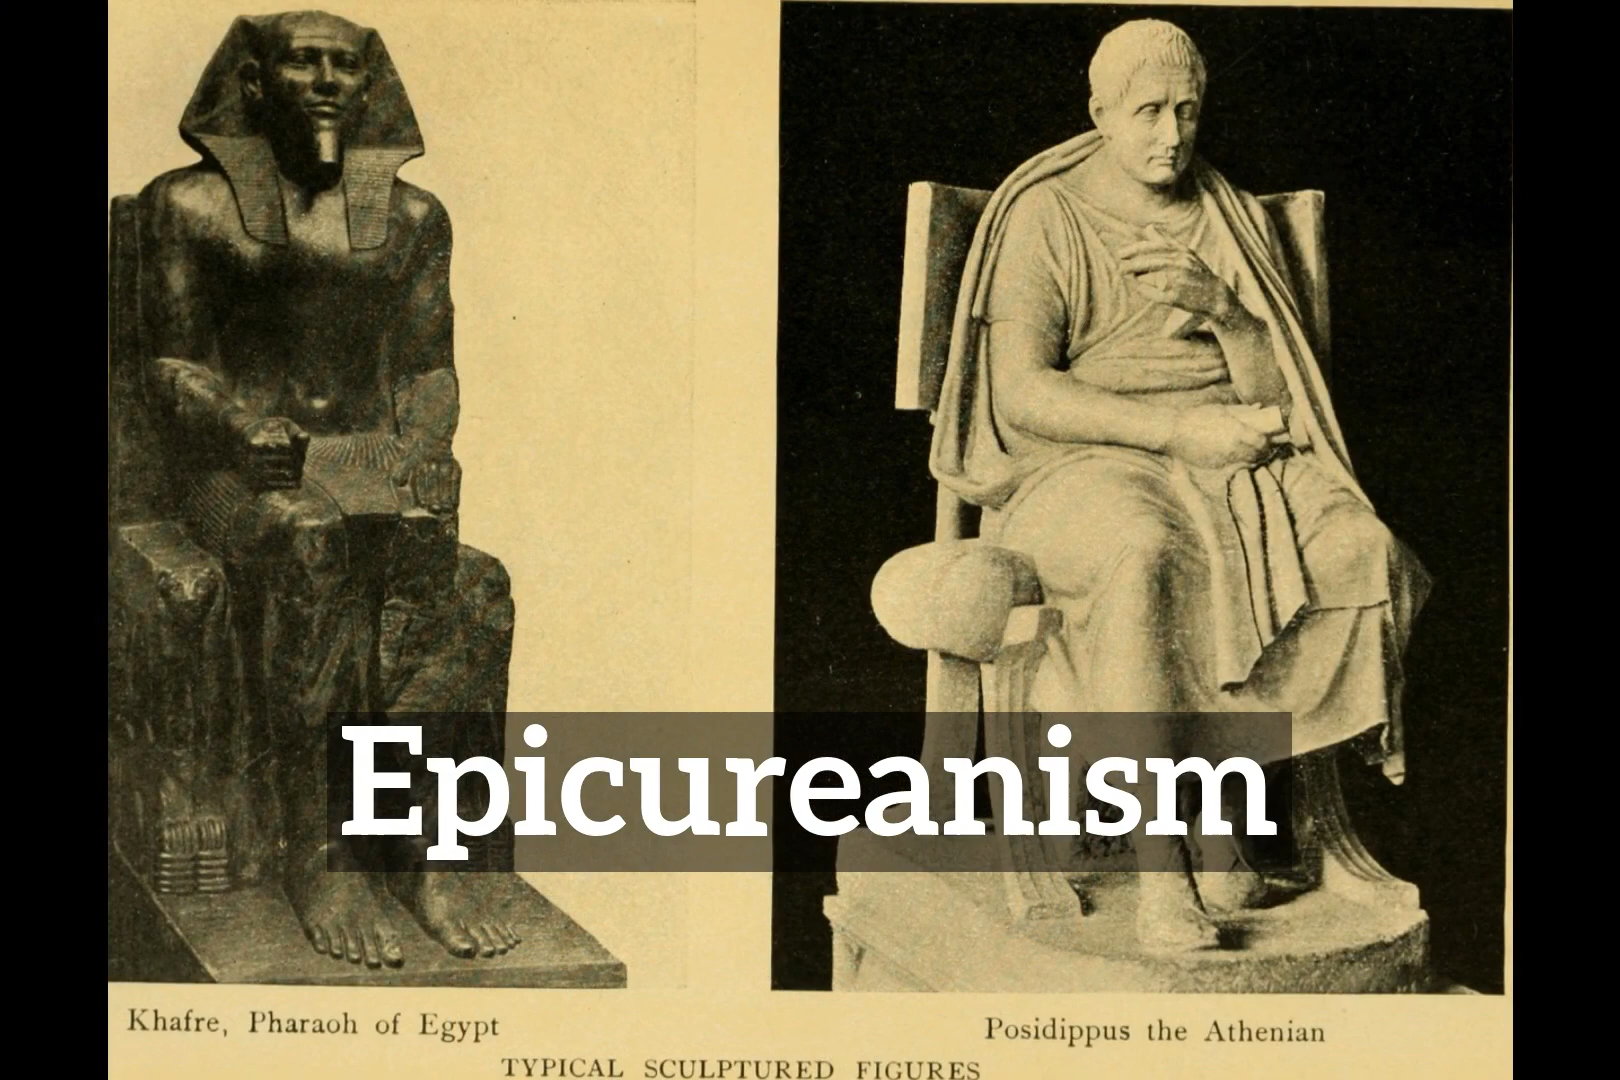 Epicureanism
Khafre, Pharaoh of Egypt
Posidippus the Athenian
TYPICAL SCULPTURED FIGURES